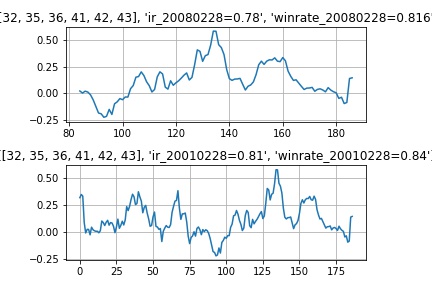 [32, 35, 36, 41, 42, 43], 'ir_20080228=0.78', 'winrate_20080228=0.816'
0.50
0.25
0.00
−0.25
80 100 120 140 160 180
[[32, 35, 36, 41, 42, 43], 'ir_20010228=0.81', 'winrate_20010228=0.84']
0.50
0.25
0.00
−0.25
0 25 50 75 100 125 150 175